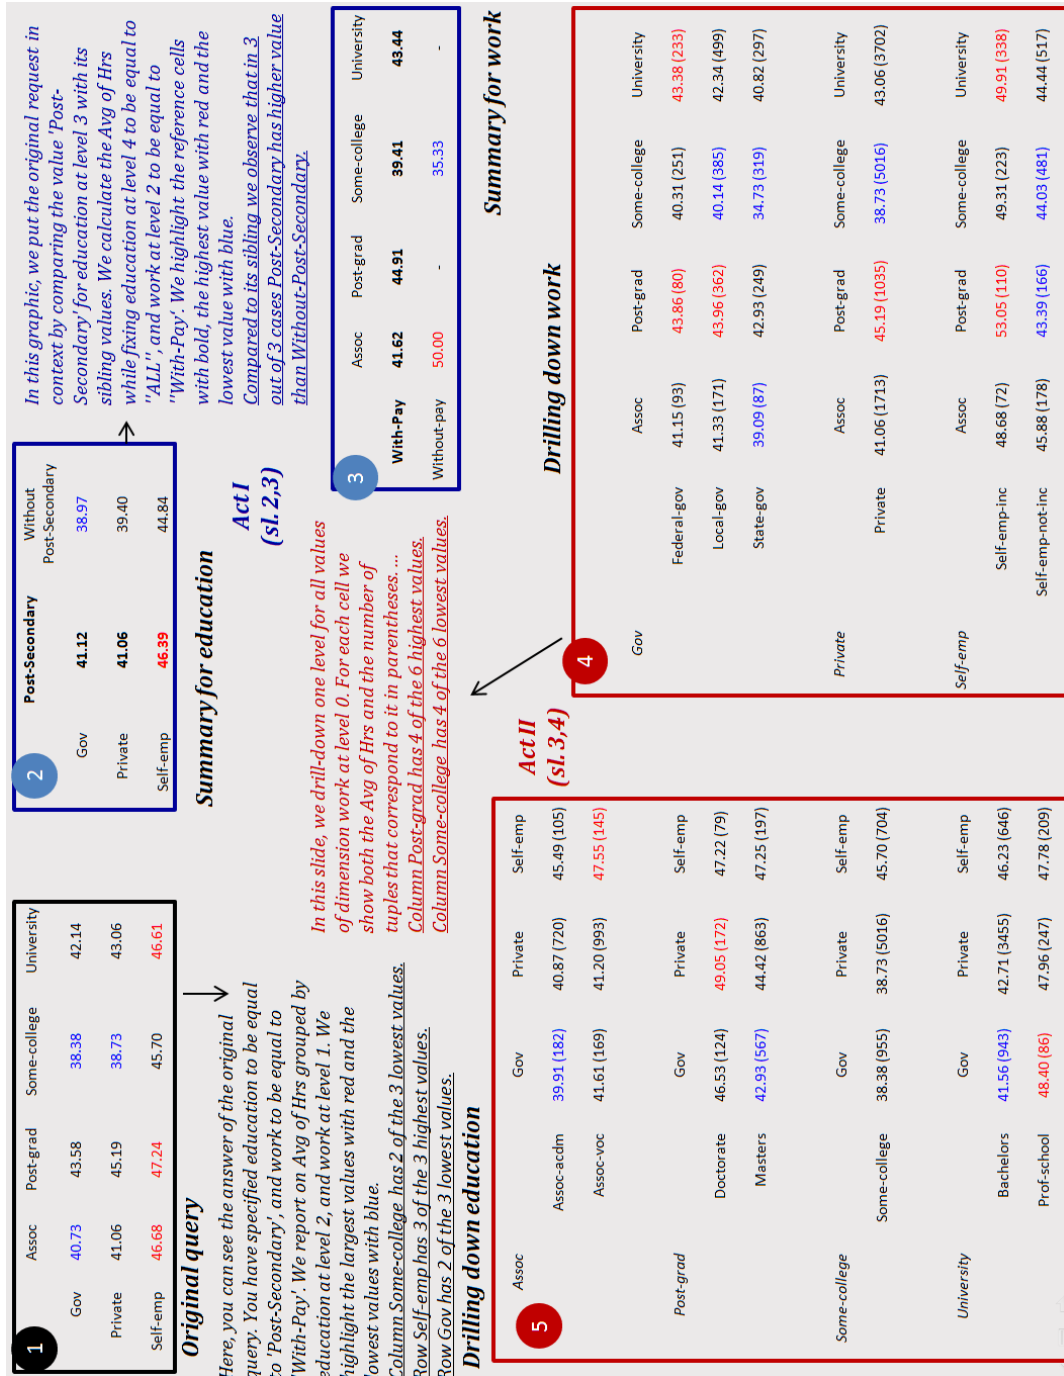 1
Assoc Post-grad Some-college University
Gov 40.73 43.58 38.38 42.14
Private 41.06 45.19 38.73 43.06
Self-emp 46.68 47.24 45.70 46.61
Original query
Here, you can see the answer of the original
query. You have specified education to be equal
to 'Post-Secondary', and work to be equal to
'With-Pay'. We report on Avg of Hrs grouped by
education at level 2, and work at level 1. We
highlight the largest values with red and the
lowest values with blue.
Column Some-college has 2 of the 3 lowest values.
Row Self-emp has 3 of the 3 highest values.
Row Gov has 2 of the 3 lowest values.
2
Post-Secondary Without
Post-Secondary
Gov 41.12 38.97
Private 41.06 39.40
Self-emp 46.39 44.84
Summary for education
Act I
(sl. 2,3)
In this graphic, we put the original request in
context by comparing the value 'Post-
Secondary' for education at level 3 with its
sibling values. We calculate the Avg of Hrs
while fixing education at level 4 to be equal to
"ALL", and work at level 2 to be equal to
"With-Pay'. We highlight the reference cells
with bold, the highest value with red and the
lowest value with blue.
Compared to its sibling we observe that in 3
out of 3 cases Post-Secondary has higher value
than Without-Post-Secondary.
3
Assoc Post-grad Some-college University
With-Pay 41.62 44.91 39.41 43.44
Without-pay 50.00 - 35.33 -
Summary for work
In this slide, we drill-down one level for all values
of dimension work at level 0. For each cell we
show both the Avg of Hrs and the number of
tuples that correspond to it in parentheses. ...
Column Post-grad has 4 of the 6 highest values.
Column Some-college has 4 of the 6 lowest values.
Act II
(sl. 3,4)
Drilling down education
5
Assoc Gov Private Self-emp
Assoc-acdm 39.91 (182) 40.87 (720) 45.49 (105)
Assoc-voc 41.61 (169) 41.20 (993) 47.55 (145)
Post-grad Gov Private Self-emp
Doctorate 46.53 (124) 49.05 (172) 47.22 (79)
Masters 42.93 (567) 44.42 (863) 47.25 (197)
Some-college Gov Private Self-emp
Some-college 38.38 (955) 38.73 (5016) 45.70 (704)
University Gov Private Self-emp
Bachelors 41.56 (943) 42.71 (3455) 46.23 (646)
Prof-school 48.40 (86) 47.96 (247) 47.78 (209)
Drilling down work
4
Gov Assoc Post-grad Some-college University
Federal-gov 41.15 (93) 43.86 (80) 40.31 (251) 43.38 (233)
Local-gov 41.33 (171) 43.96 (362) 40.14 (385) 42.34 (499)
State-gov 39.09 (87) 42.93 (249) 34.73 (319) 40.82 (297)
Private Assoc Post-grad Some-college University
Private 41.06 (1713) 45.19 (1035) 38.73 (5016) 43.06 (3702)
Self-emp Assoc Post-grad Some-college University
Self-emp-inc 48.68 (72) 53.05 (110) 49.31 (223) 49.91 (338)
Self-emp-not-inc 45.88 (178) 43.39 (166) 44.03 (481) 44.44 (517)